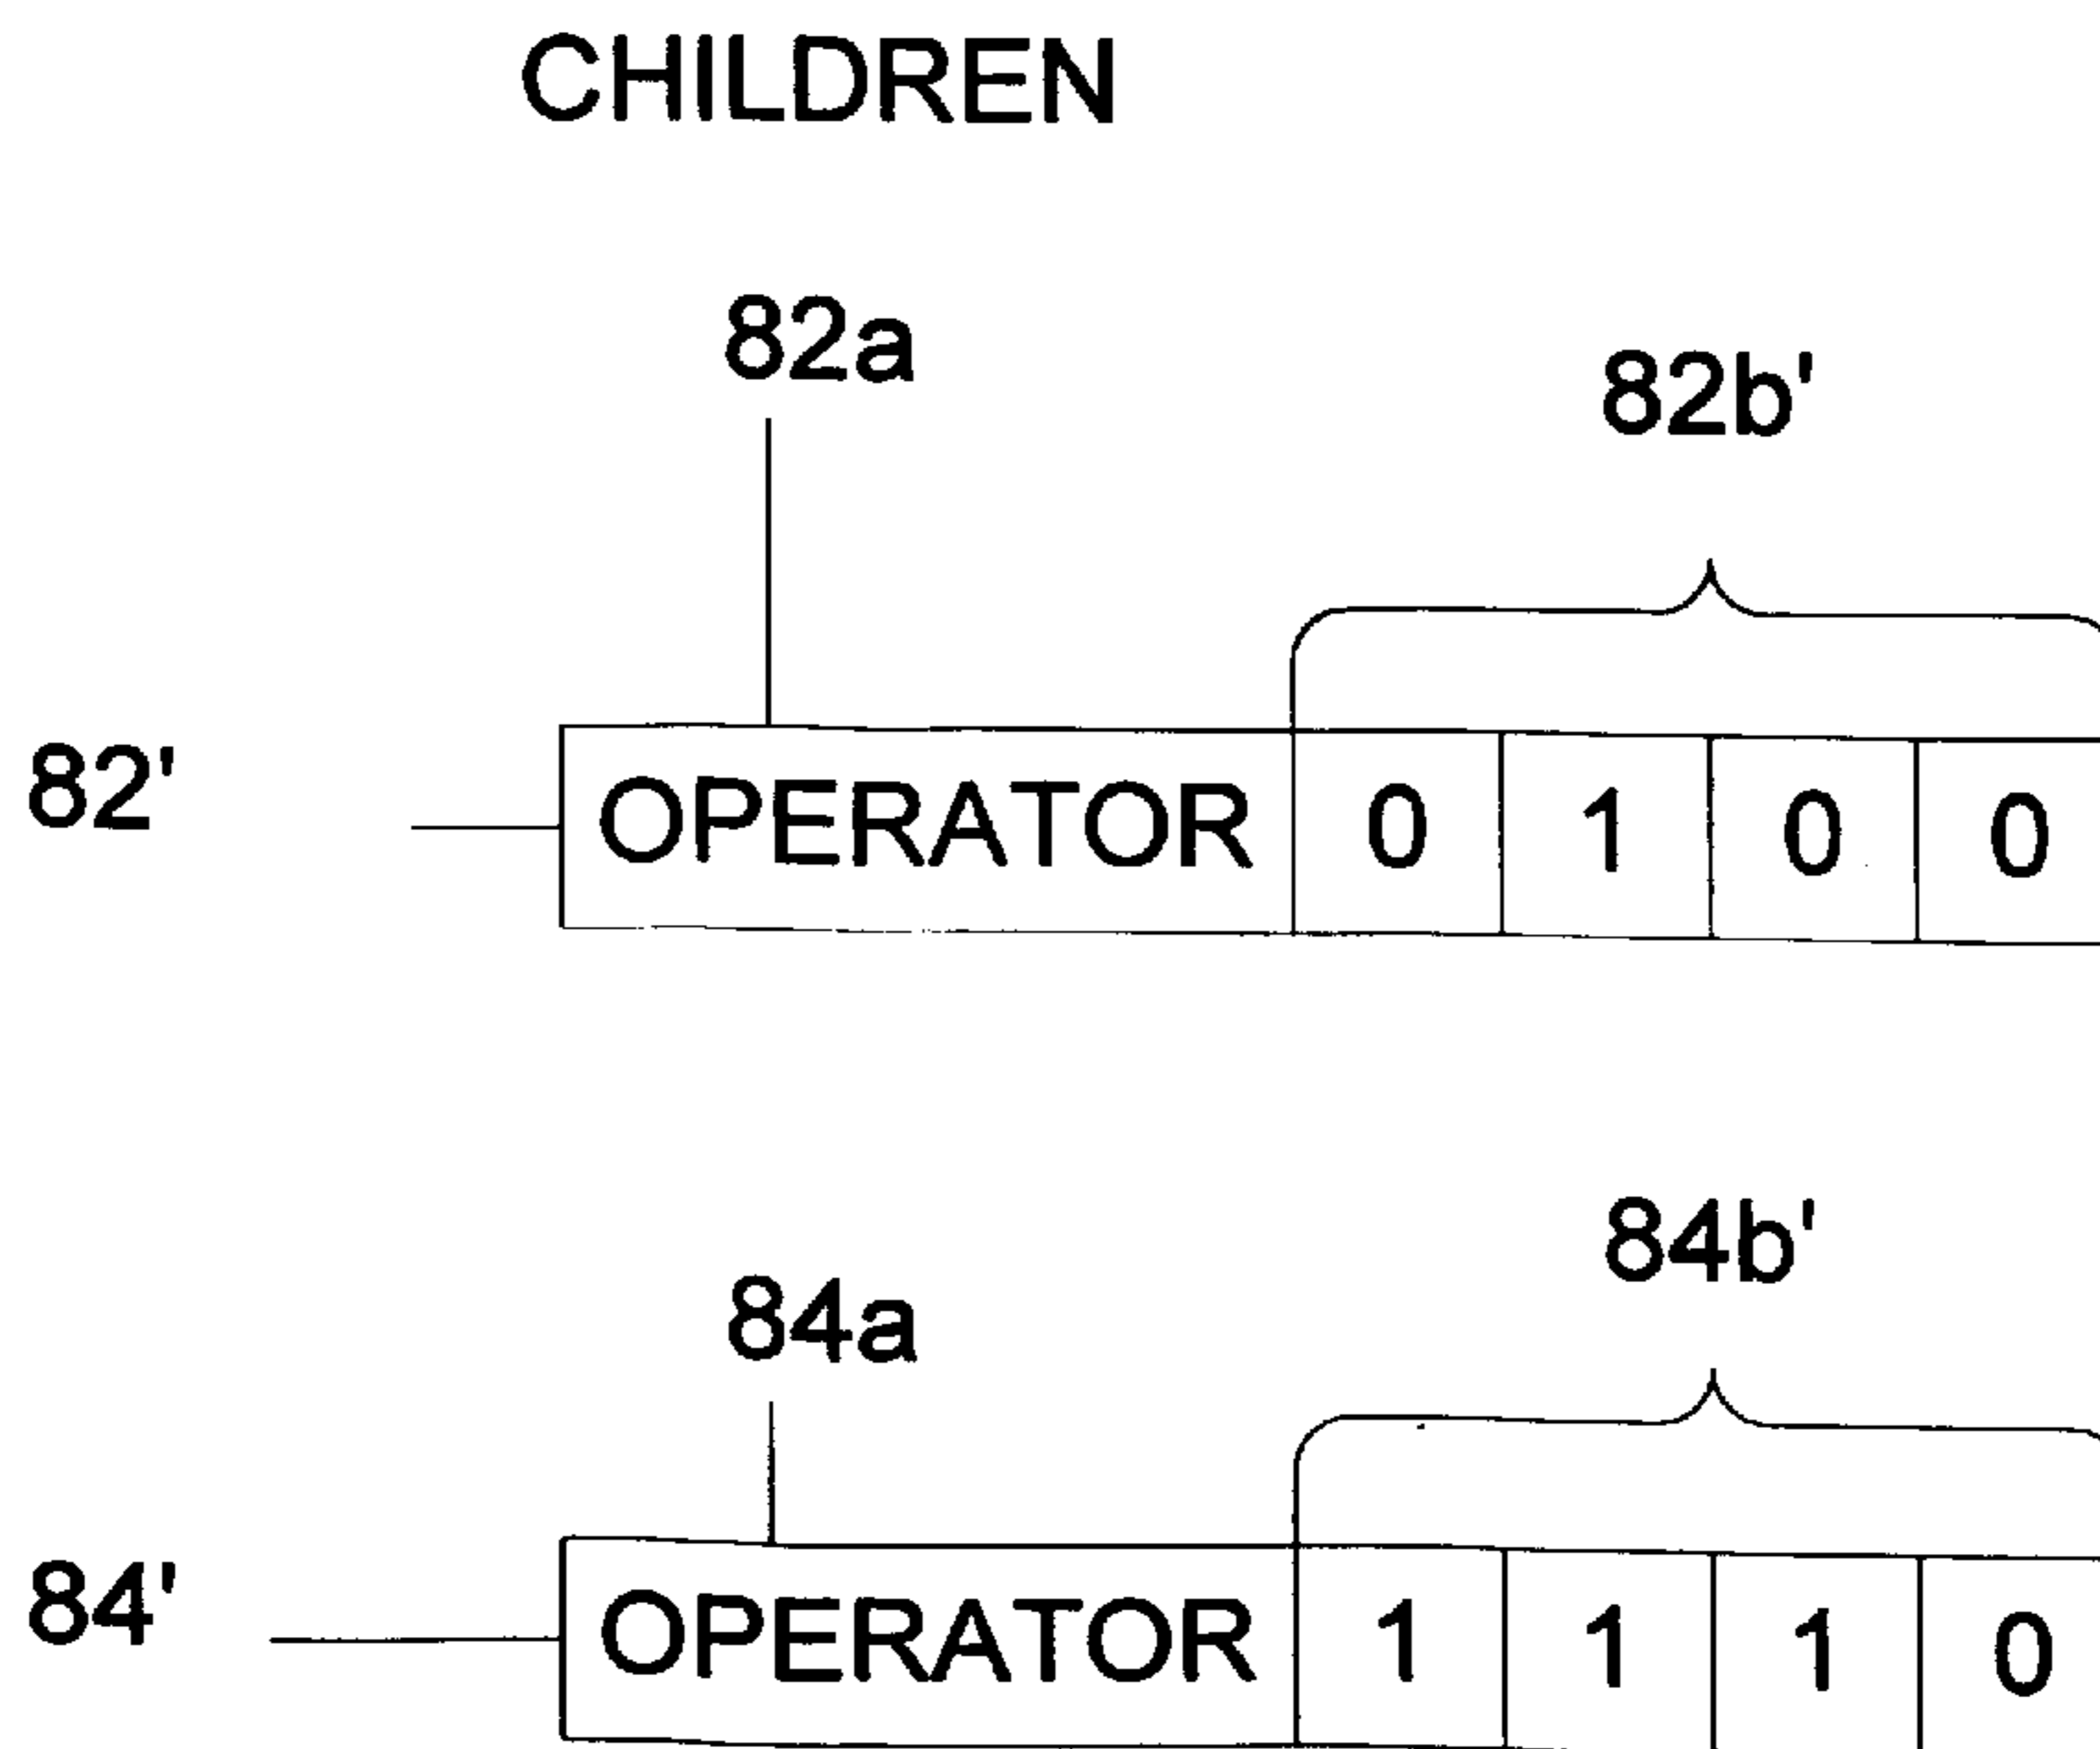 CHILDREN
82a
82b'
82'
OPERATOR 0 1 0 0
84b'
84a
84'
OPERATOR 1 1 1 0